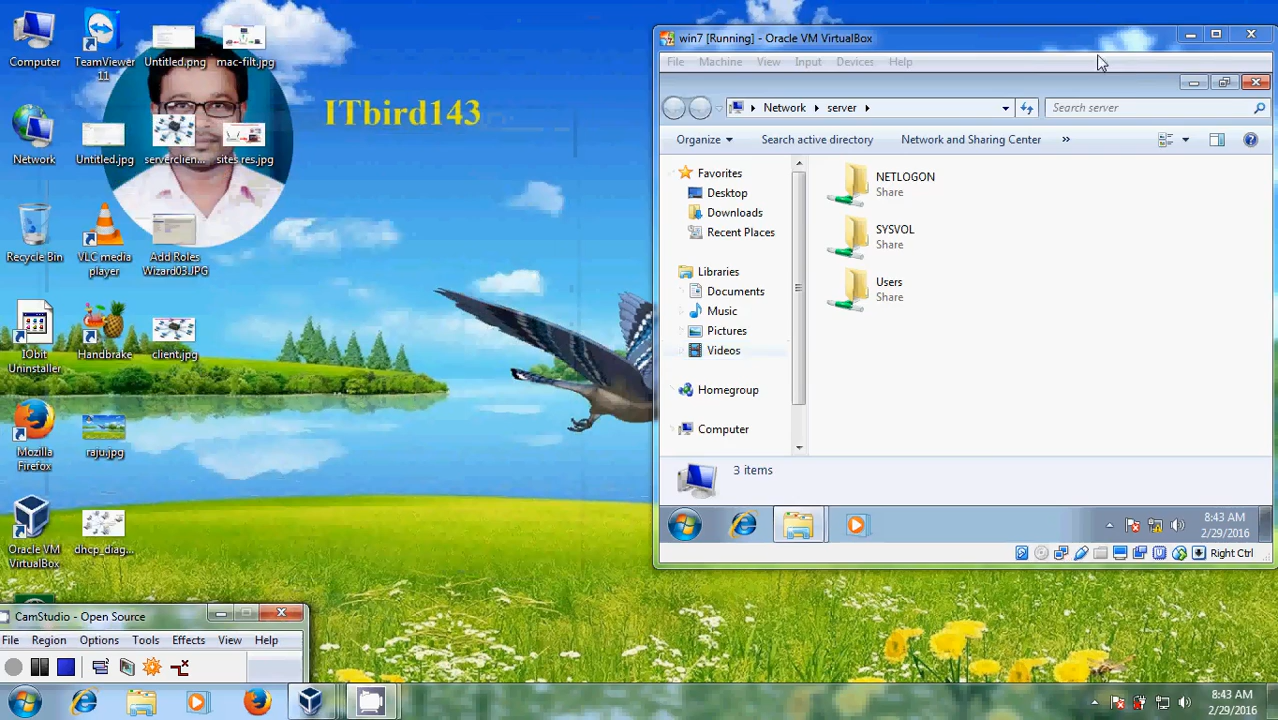 Computer
TeamViewer 11
Untitled.png
mac-filt.jpg
ITbird143
Network
Untitled.jpg
serverclien...
sites res.jpg
Recycle Bin
VLC media player
Add Roles Wizard03.JPG
IObit Uninstaller
Handbrake
client.jpg
Mozilla Firefox
raju.jpg
Oracle VM VirtualBox
dhcp_diag...
win7 [Running] - Oracle VM VirtualBox
File Machine View Input Devices Help
Network server
Search server
Organize Search active directory Network and Sharing Center »
Favorites
Desktop
Downloads
Recent Places
Libraries
Documents
Music
Pictures
Videos
Homegroup
Computer
NETLOGON
Share
SYSVOL
Share
Users
Share
3 items
8:43 AM
2/29/2016
Right Ctrl
CamStudio - Open Source
File Region Options Tools Effects View Help
8:43 AM
2/29/2016